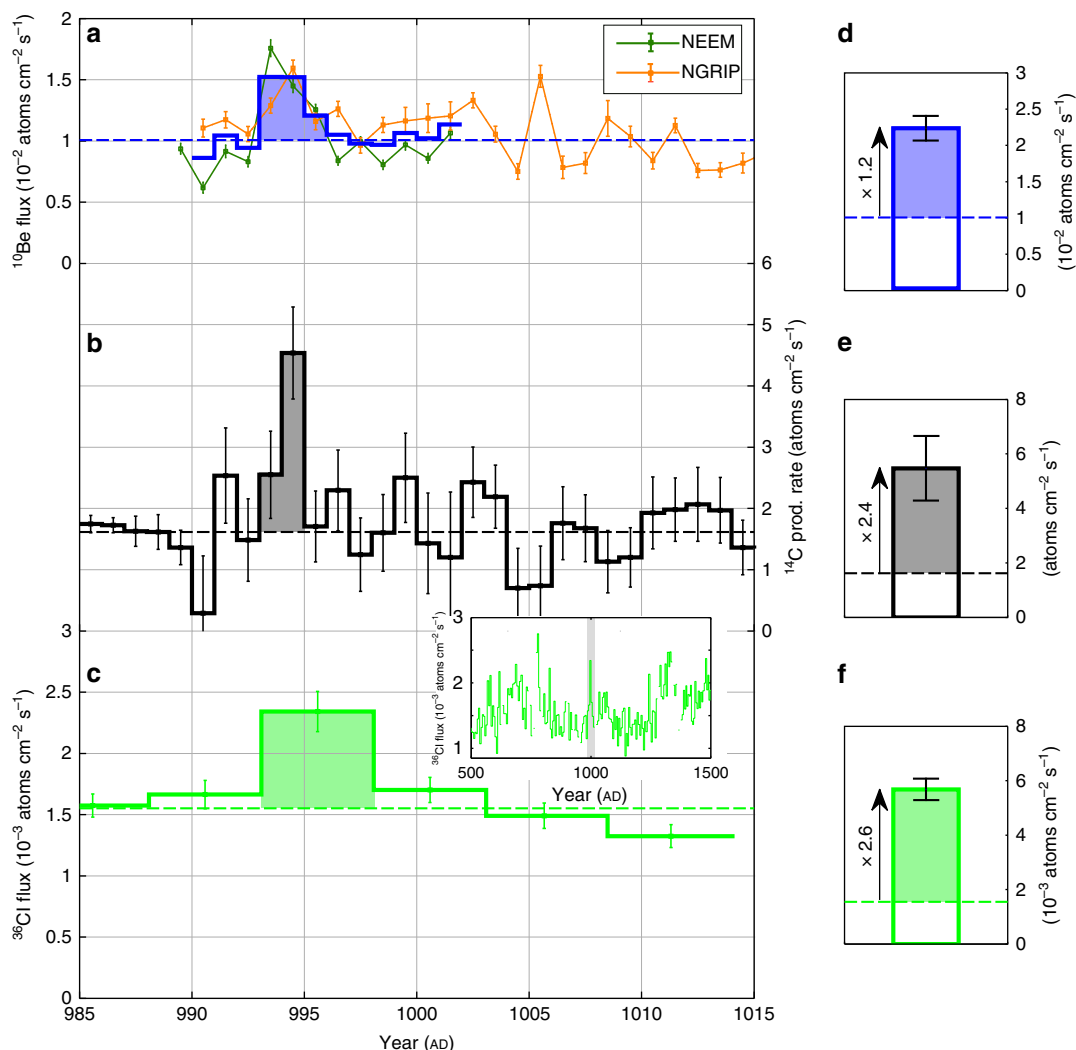 a
2
1.5
1
0.5
0
¹⁰Be flux (10⁻² atoms cm⁻² s⁻¹)
NEEM
NGRIP
b
6
5
4
3
2
1
0
¹⁴C prod. rate (atoms cm⁻² s⁻¹)
c
3
2.5
2
1.5
1
0.5
0
³⁶Cl flux (10⁻³ atoms cm⁻² s⁻¹)
3
2
1
³⁶Cl flux (10⁻³ atoms cm⁻² s⁻¹)
500 1000 1500
Year (AD)
985 990 995 1000 1005 1010 1015
Year (AD)
d
3
2.5
2
1.5
1
0.5
0
× 1.2
(10⁻² atoms cm⁻² s⁻¹)
e
8
6
4
2
0
× 2.4
(atoms cm⁻² s⁻¹)
f
8
6
4
2
0
× 2.6
(10⁻³ atoms cm⁻² s⁻¹)